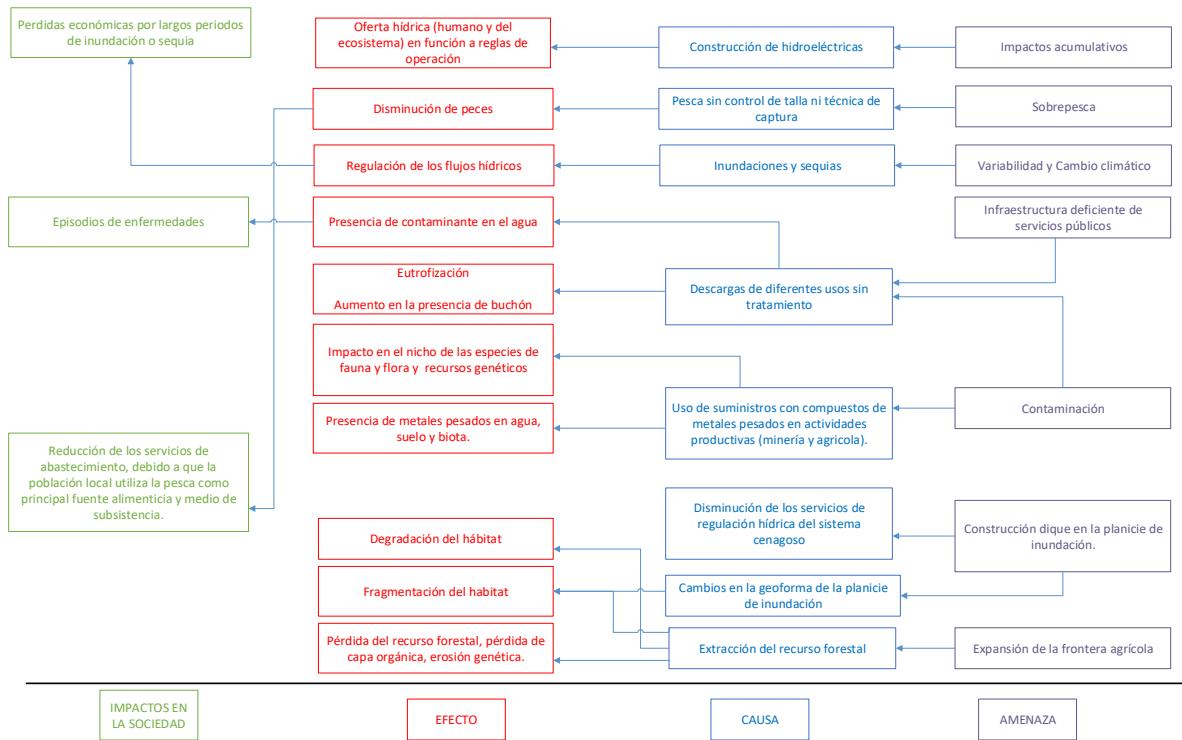 Perdidas económicas por largos periodos
de inundación o sequia
Oferta hídrica (humano y del
ecosistema) en función a reglas de
operación
Construcción de hidroeléctricas
Impactos acumulativos
Disminución de peces
Pesca sin control de talla ni técnica de
captura
Sobrepesca
Regulación de los flujos hídricos
Inundaciones y sequias
Variabilidad y Cambio climático
Episodios de enfermedades
Presencia de contaminante en el agua
Infraestructura deficiente de
servicios públicos
Eutrofización
Aumento en la presencia de buchón
Descargas de diferentes usos sin
tratamiento
Impacto en el nicho de las especies de
fauna y flora y recursos genéticos
Presencia de metales pesados en agua,
suelo y biota.
Uso de suministros con compuestos de
metales pesados en actividades
productivas (minería y agricola).
Contaminación
Reducción de los servicios de
abastecimiento, debido a que la
población local utiliza la pesca como
principal fuente alimenticia y medio de
subsistencia.
Disminución de los servicios de
regulación hídrica del sistema
cenagoso
Construcción dique en la planicie de
inundación.
Degradación del hábitat
Fragmentación del habitat
Cambios en la geoforma de la planicie
de inundación
Pérdida del recurso forestal, pérdida de
capa orgánica, erosión genética.
Extracción del recurso forestal
Expansión de la frontera agrícola
IMPACTOS EN
LA SOCIEDAD
EFECTO
CAUSA
AMENAZA